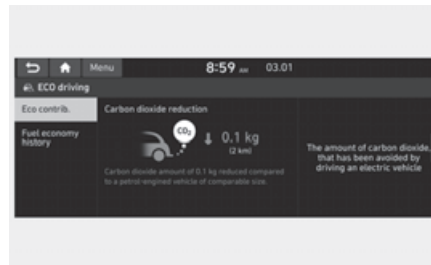 Menu 8:59 AM 03.01
ECO driving
Eco contrib.
Fuel economy
history
Carbon dioxide reduction
CO₂
0.1 kg
(2 km)
Carbon dioxide amount of 0.1 kg reduced compared
to a petrol-engined vehicle of comparable size.
The amount of carbon dioxide,
that has been avoided by
driving an electric vehicle